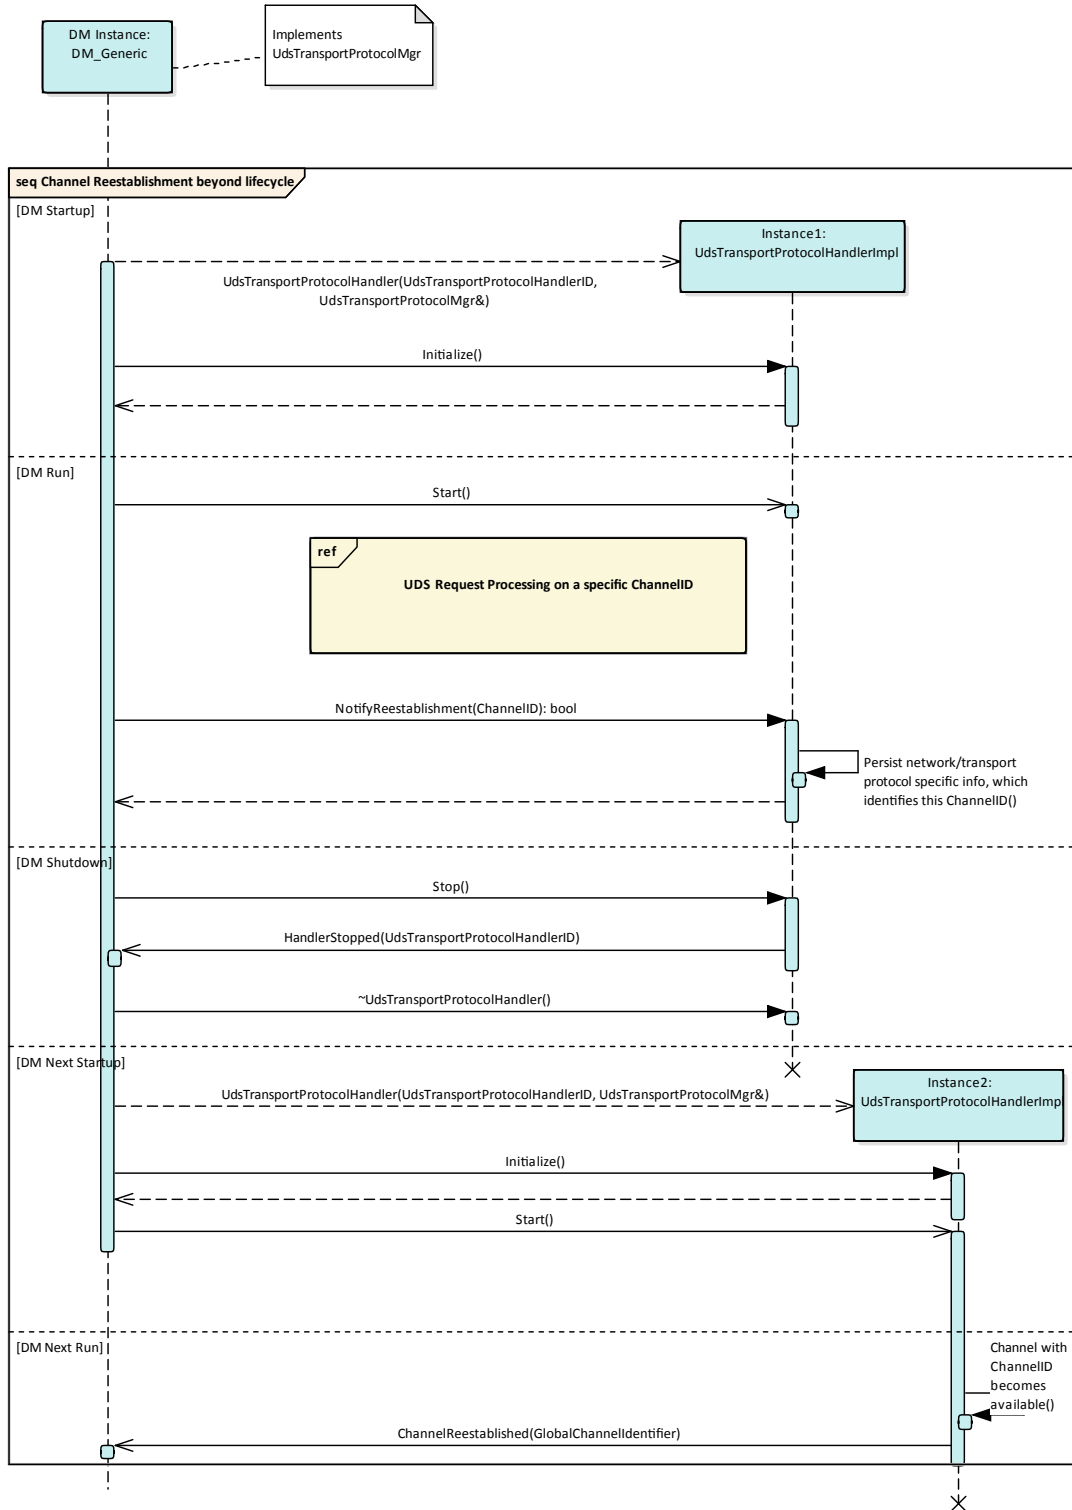 DM Instance:
DM_Generic
Implements
UdsTransportProtocolMgr
seq Channel Reestablishment beyond lifecycle
[DM Startup]
Instance1:
UdsTransportProtocolHandlerImpl
UdsTransportProtocolHandler(UdsTransportProtocolHandlerID,
UdsTransportProtocolMgr&)
Initialize()
[DM Run]
Start()
ref
UDS Request Processing on a specific ChannelID
NotifyReestablishment(ChannelID): bool
Persist network/transport
protocol specific info, which
identifies this ChannelID()
[DM Shutdown]
Stop()
HandlerStopped(UdsTransportProtocolHandlerID)
~UdsTransportProtocolHandler()
[DM Next Startup]
Instance2:
UdsTransportProtocolHandlerImp
UdsTransportProtocolHandler(UdsTransportProtocolHandlerID, UdsTransportProtocolMgr&)
Initialize()
Start()
[DM Next Run]
Channel with
ChannelID
becomes
available()
ChannelReestablished(GlobalChannelIdentifier)